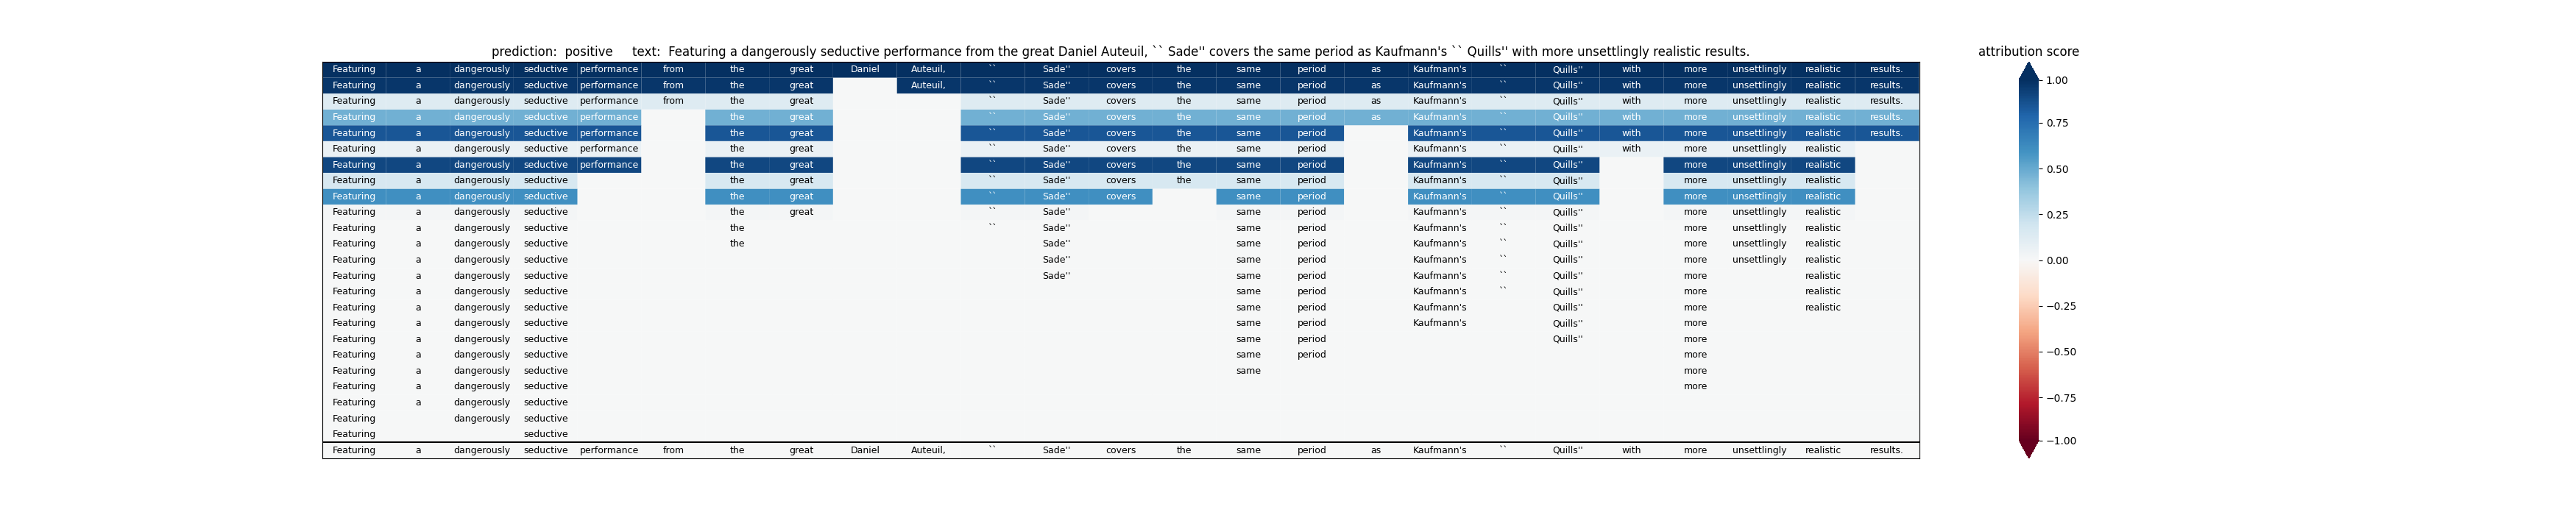 prediction:  positive     text:  Featuring a dangerously seductive performance from the great Daniel Auteuil, `` Sade'' covers the same period as Kaufmann's `` Quills'' with more unsettlingly realistic results.
attribution score
Featuring a dangerously seductive performance from the great Daniel Auteuil, `` Sade'' covers the same period as Kaufmann's `` Quills'' with more unsettlingly realistic results.
Featuring a dangerously seductive performance from the great Auteuil, `` Sade'' covers the same period as Kaufmann's `` Quills'' with more unsettlingly realistic results.
Featuring a dangerously seductive performance from the great `` Sade'' covers the same period as Kaufmann's `` Quills'' with more unsettlingly realistic results.
Featuring a dangerously seductive performance the great `` Sade'' covers the same period as Kaufmann's `` Quills'' with more unsettlingly realistic results.
Featuring a dangerously seductive performance the great `` Sade'' covers the same period Kaufmann's `` Quills'' with more unsettlingly realistic results.
Featuring a dangerously seductive performance the great `` Sade'' covers the same period Kaufmann's `` Quills'' with more unsettlingly realistic
Featuring a dangerously seductive performance the great `` Sade'' covers the same period Kaufmann's `` Quills'' more unsettlingly realistic
Featuring a dangerously seductive the great `` Sade'' covers the same period Kaufmann's `` Quills'' more unsettlingly realistic
Featuring a dangerously seductive the great `` Sade'' covers same period Kaufmann's `` Quills'' more unsettlingly realistic
Featuring a dangerously seductive the great `` Sade'' same period Kaufmann's `` Quills'' more unsettlingly realistic
Featuring a dangerously seductive the `` Sade'' same period Kaufmann's `` Quills'' more unsettlingly realistic
Featuring a dangerously seductive the Sade'' same period Kaufmann's `` Quills'' more unsettlingly realistic
Featuring a dangerously seductive Sade'' same period Kaufmann's `` Quills'' more unsettlingly realistic
Featuring a dangerously seductive Sade'' same period Kaufmann's `` Quills'' more realistic
Featuring a dangerously seductive same period Kaufmann's `` Quills'' more realistic
Featuring a dangerously seductive same period Kaufmann's Quills'' more realistic
Featuring a dangerously seductive same period Kaufmann's Quills'' more
Featuring a dangerously seductive same period Quills'' more
Featuring a dangerously seductive same period more
Featuring a dangerously seductive same more
Featuring a dangerously seductive more
Featuring a dangerously seductive
Featuring dangerously seductive
Featuring seductive
Featuring a dangerously seductive performance from the great Daniel Auteuil, `` Sade'' covers the same period as Kaufmann's `` Quills'' with more unsettlingly realistic results.
1.00
0.75
0.50
0.25
0.00
−0.25
−0.50
−0.75
−1.00